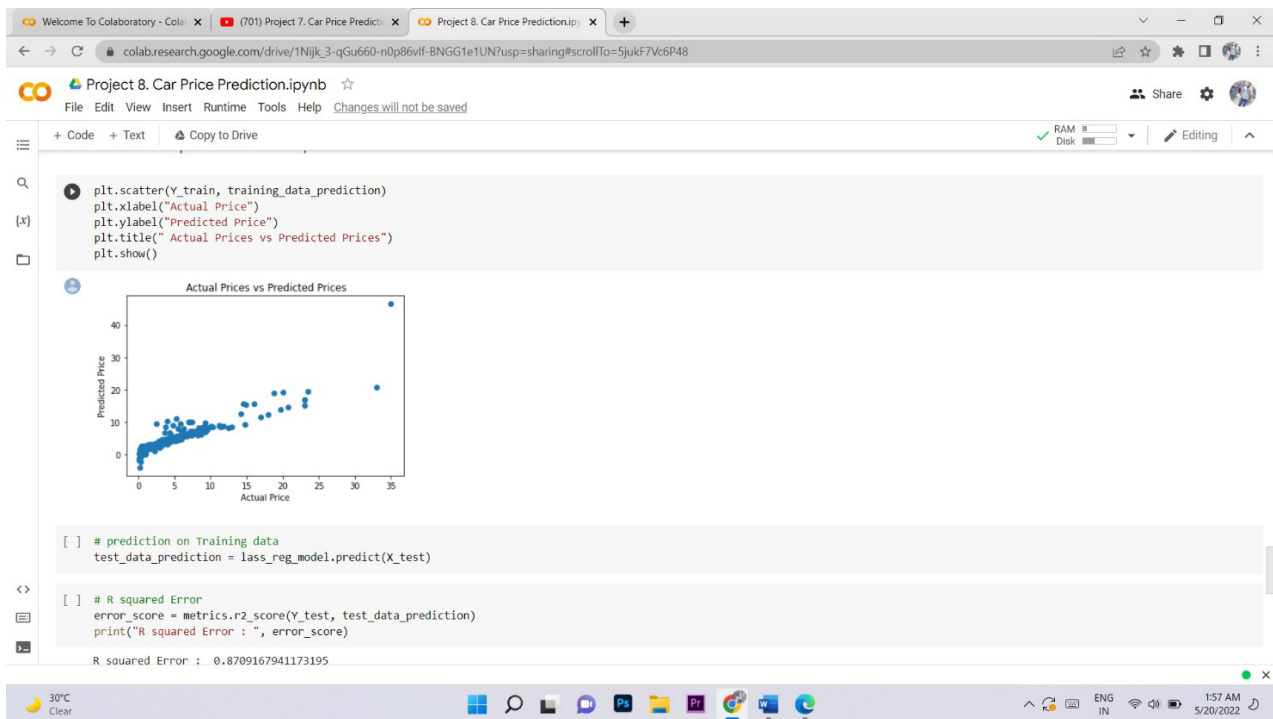 Welcome To Colaboratory - Cola
(701) Project 7. Car Price Predicti
Project 8. Car Price Prediction.ipy
colab.research.google.com/drive/1Nijk_3-qGu660-n0p86vIf-BNGG1e1UN?usp=sharing#scrollTo=5jukF7Vc6P48
Project 8. Car Price Prediction.ipynb
File Edit View Insert Runtime Tools Help Changes will not be saved
Share
+ Code + Text Copy to Drive
RAM
Disk
Editing
{x}
plt.scatter(Y_train, training_data_prediction)
plt.xlabel("Actual Price")
plt.ylabel("Predicted Price")
plt.title(" Actual Prices vs Predicted Prices")
plt.show()
Actual Prices vs Predicted Prices
40
30
20
10
0
Predicted Price
0 5 10 15 20 25 30 35
Actual Price
[ ] # prediction on Training data
test_data_prediction = lass_reg_model.predict(X_test)
[ ] # R squared Error
error_score = metrics.r2_score(Y_test, test_data_prediction)
print("R squared Error : ", error_score)
R squared Error : 0.8709167941173195
30°C
Clear
Ps
Pr
ENG
IN
1:57 AM
5/20/2022